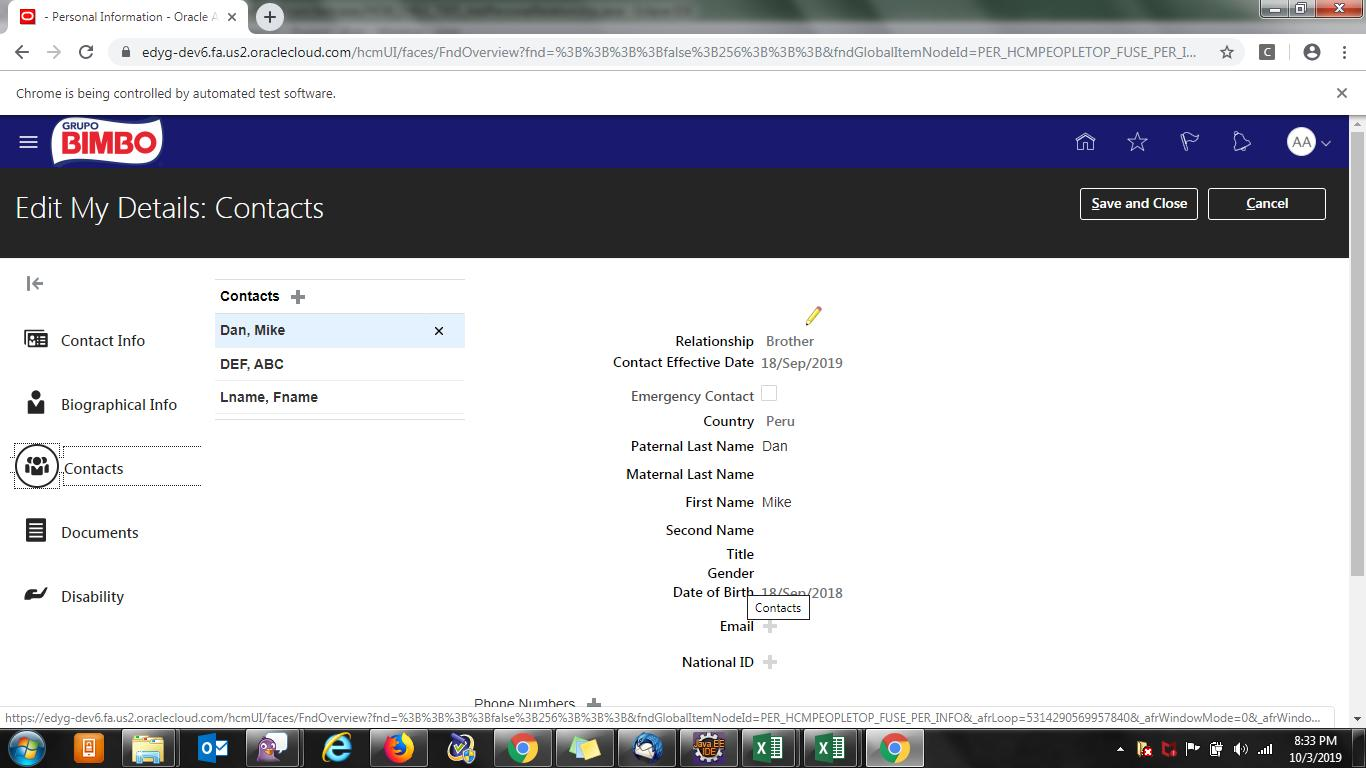 - Personal Information - Oracle A
edyg-dev6.fa.us2.oraclecloud.com/hcmUI/faces/FndOverview?fnd=%3B%3B%3B%3Bfalse%3B256%3B%3B%3B&fndGlobalItemNodeId=PER_HCMPEOPLETOP_FUSE_PER_I...
C
Chrome is being controlled by automated test software.
GRUPO
BIMBO
AA
Edit My Details: Contacts
Save and Close
Cancel
Contact Info
Biographical Info
Contacts
Documents
Disability
Contacts
Dan, Mike
DEF, ABC
Lname, Fname
Relationship Brother
Contact Effective Date 18/Sep/2019
Emergency Contact
Country Peru
Paternal Last Name Dan
Maternal Last Name
First Name Mike
Second Name
Title
Gender
Date of Birth 18/Sep/2018
Contacts
Email
National ID
Phone Numbers
https://edyg-dev6.fa.us2.oraclecloud.com/hcmUI/faces/FndOverview?fnd=%3B%3B%3B%3Bfalse%3B256%3B%3B%3B&fndGlobalItemNodeId=PER_HCMPEOPLETOP_FUSE_PER_INFO&_afrLoop=5314290569957840&_afrWindowMode=0&_afrWindo...
Java EE
IDE
8:33 PM
10/3/2019